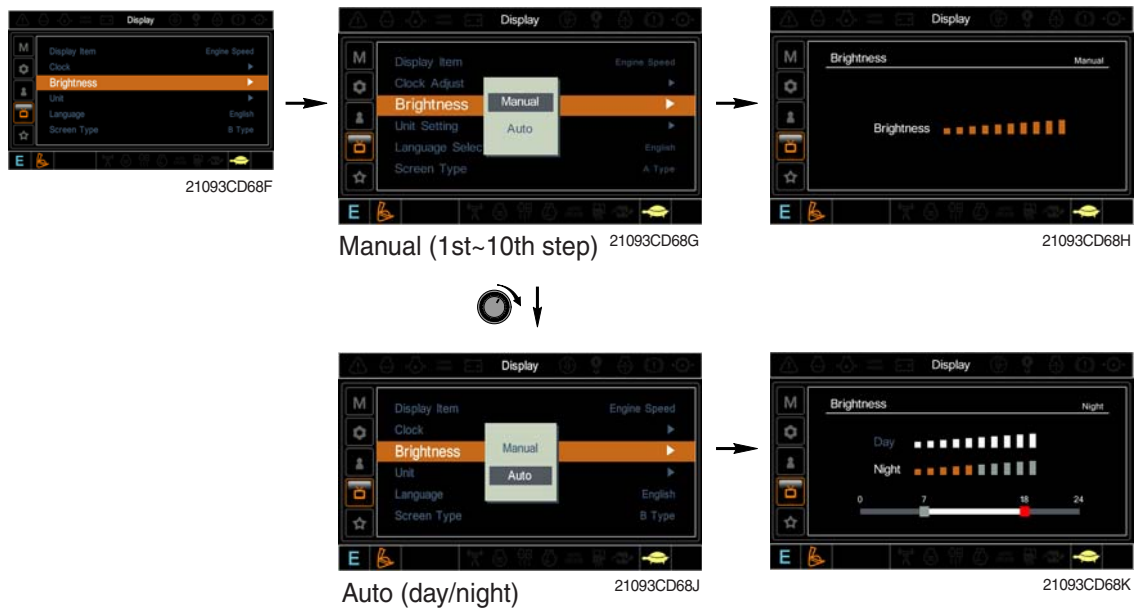 Display
M
Display Item Engine Speed
Clock
Brightness
Unit
Language English
Screen Type B Type
E
21093CD68F
Display
M
Display Item Engine Speed
Clock Adjust
Brightness
Manual
Auto
Unit Setting
Language Selec English
Screen Type A Type
E
Manual (1st~10th step) 21093CD68G
Display
M
Brightness Manual
Brightness
E
21093CD68H
Display
M
Display Item Engine Speed
Clock
Brightness
Manual
Auto
Unit
Language English
Screen Type B Type
E
Auto (day/night) 21093CD68J
Display
M
Brightness Night
Day
Night
0 7 18 24
E
21093CD68K